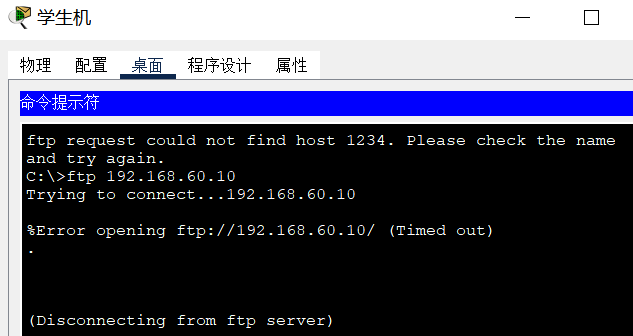 学生机
物理 配置 桌面 程序设计 属性
命令提示符
ftp request could not find host 1234. Please check the name
and try again.
C:\>ftp 192.168.60.10
Trying to connect...192.168.60.10
%Error opening ftp://192.168.60.10/ (Timed out)
.
(Disconnecting from ftp server)